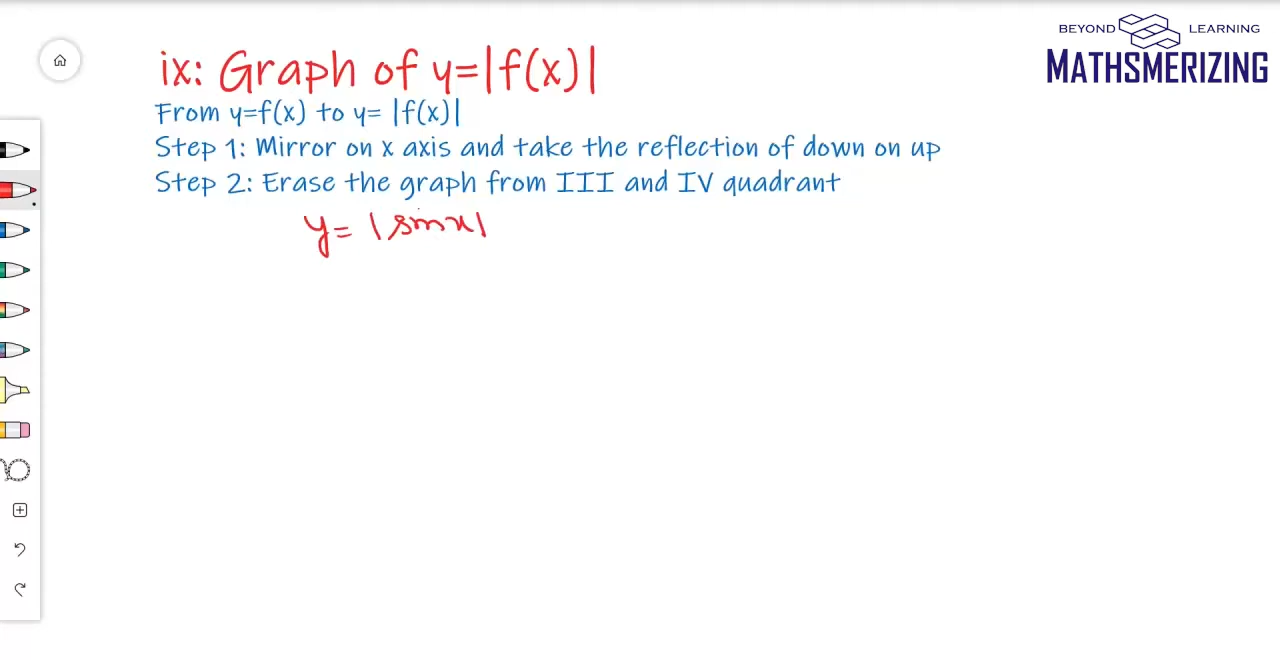 BEYOND LEARNING
MATHSMERIZING
ix: Graph of y=|f(x)|
From y=f(x) to y= |f(x)|
Step 1: Mirror on x axis and take the reflection of down on up
Step 2: Erase the graph from III and IV quadrant
y= |sinx|